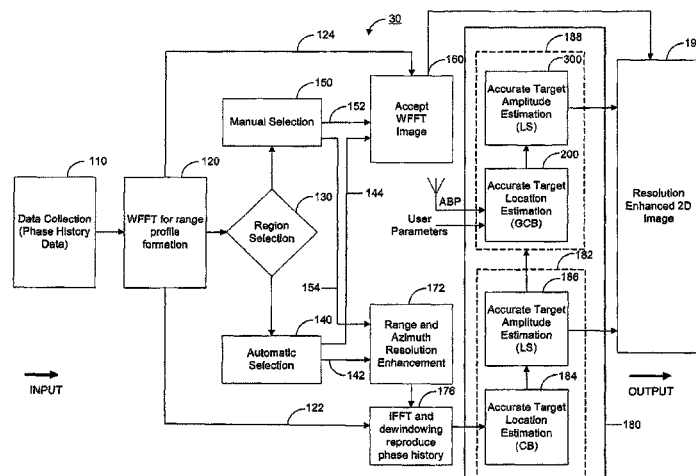 30
124
160
188
19
300
150
152
Accept
WFFT
Image
Accurate Target
Amplitude
Estimation
(LS)
Manual Selection
110
120
130
144
200
Data Collection
(Phase History
Data)
WFFT for range
profile
formation
Region
Selection
ABP
User
Parameters
Accurate Target
Location
Estimation
(GCB)
Resolution
Enhanced 2D
Image
182
154
172
186
140
Range and
Azimuth
Resolution
Enhancement
Accurate Target
Amplitude
Estimation
(LS)
INPUT
Automatic
Selection
142
176
184
OUTPUT
122
IFFT and
dewindowing
reproduce
phase history
Accurate Target
Location
Estimation
(CB)
180